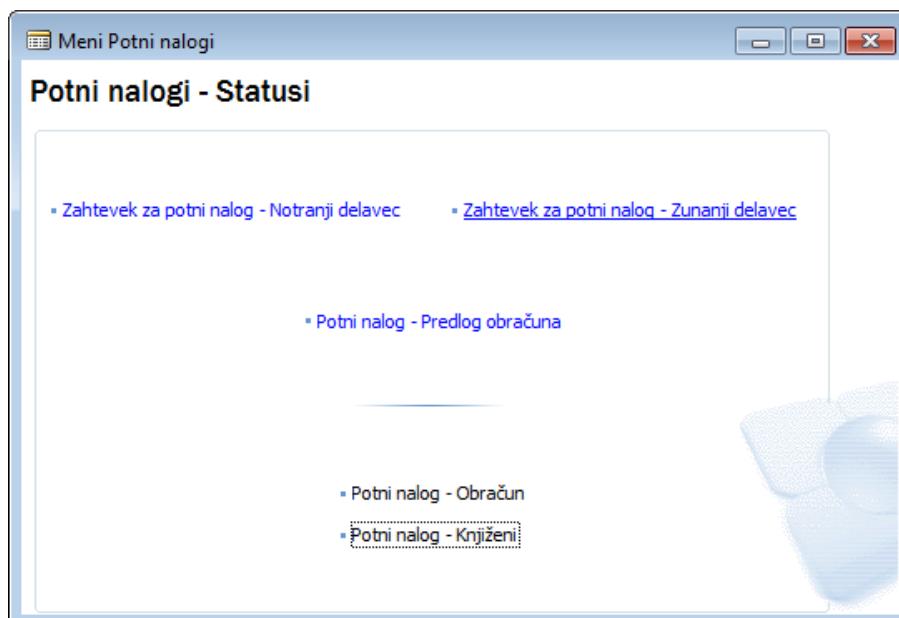 Meni Potni nalogi
Potni nalogi - Statusi
Zahtevek za potni nalog - Notranji delavec
Zahtevek za potni nalog - Zunanji delavec
Potni nalog - Predlog obračuna
Potni nalog - Obračun
Potni nalog - Knjiženi